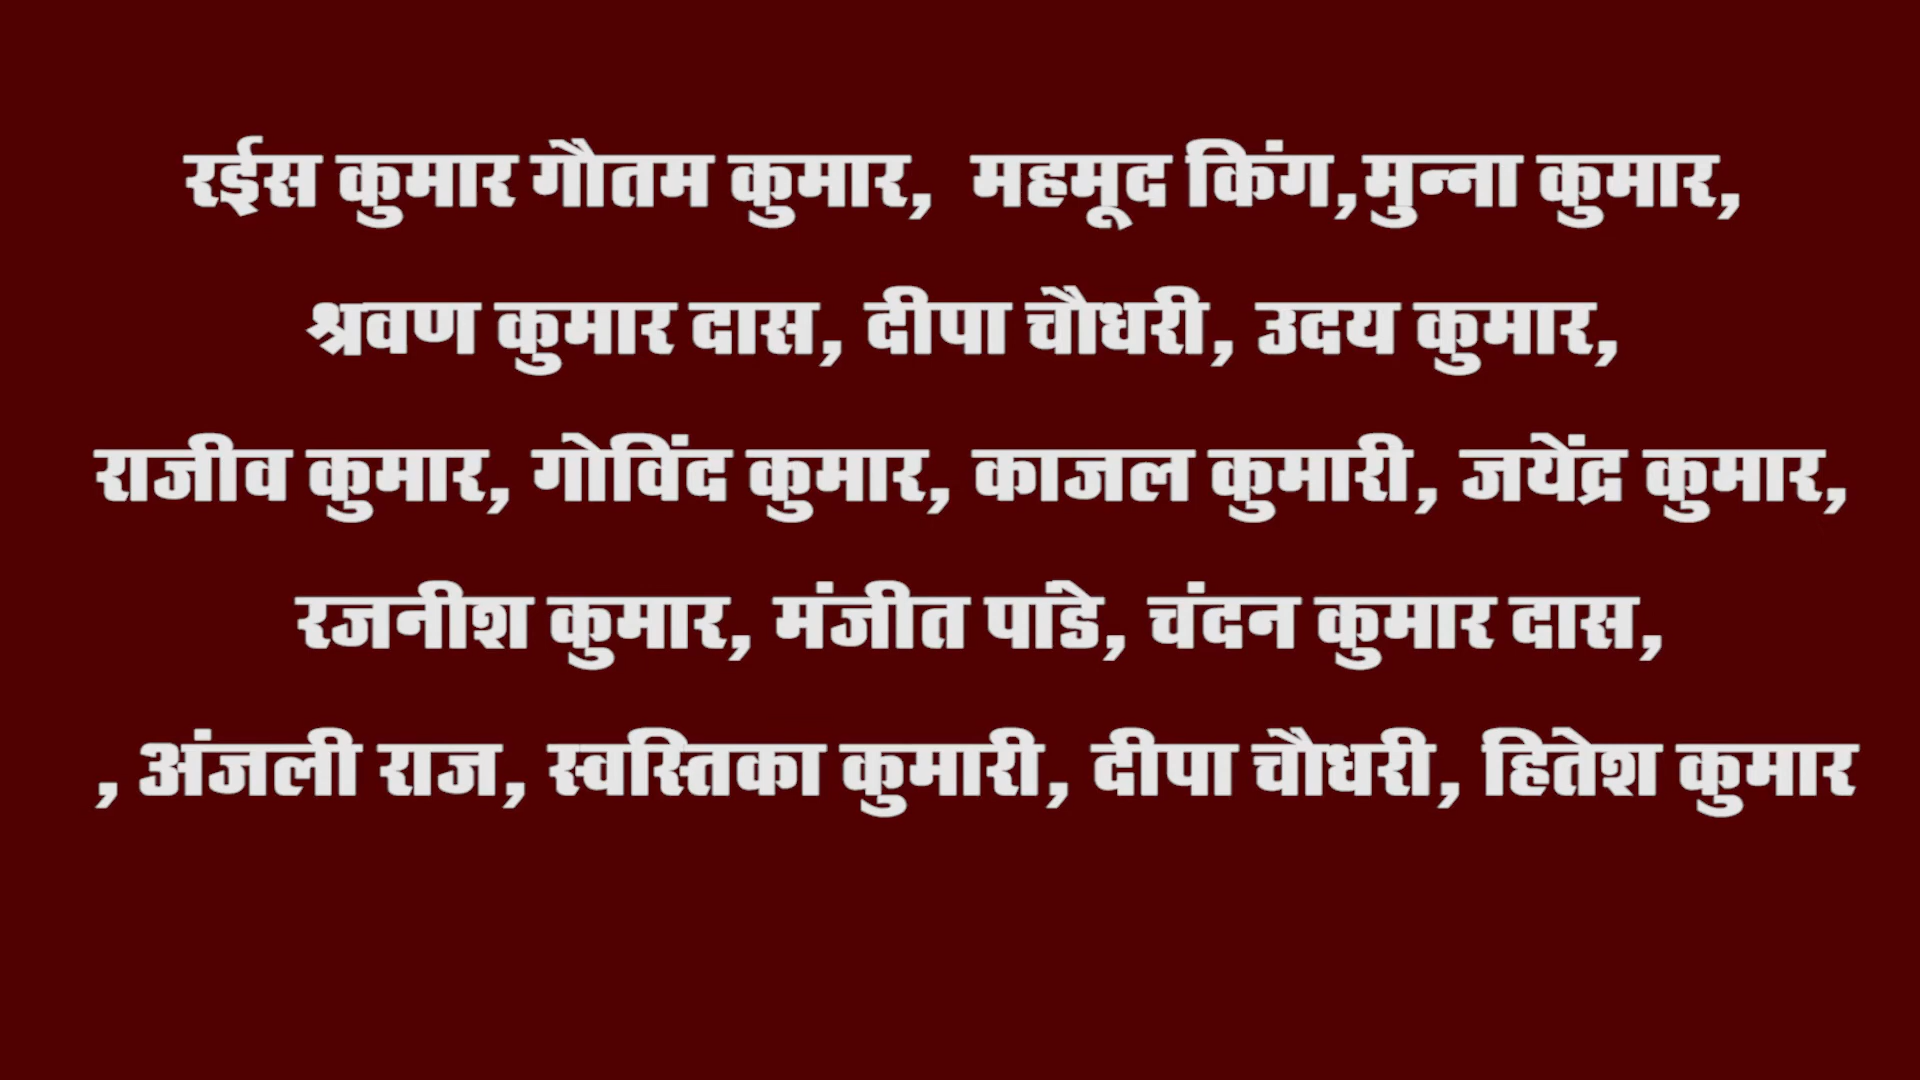 रईस कुमार गौतम कुमार,  महमूद किंग,मुन्ना कुमार,
श्रवण कुमार दास, दीपा चौधरी, उदय कुमार,
राजीव कुमार, गोविंद कुमार, काजल कुमारी, जयेंद्र कुमार,
रजनीश कुमार, मंजीत पांडे, चंदन कुमार दास,
, अंजली राज, स्वस्तिका कुमारी, दीपा चौधरी, हितेश कुमार